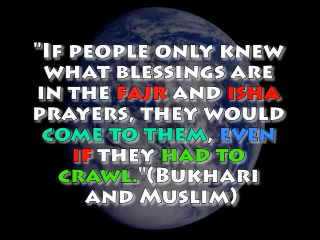 "If people only knew
what blessings are
in the Fajr and Isha
prayers, they would
come to them, even
if they had to
crawl."(Bukhari
and Muslim)